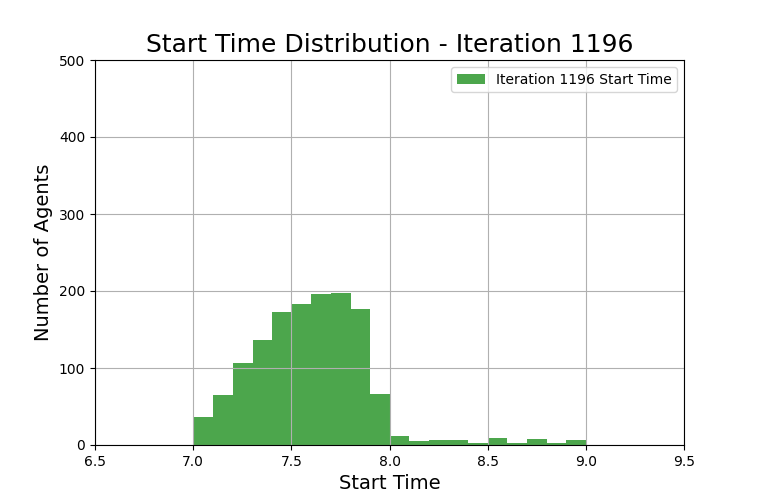 Start Time Distribution - Iteration 1196
Iteration 1196 Start Time
500
400
300
200
100
0
Number of Agents
6.5 7.0 7.5 8.0 8.5 9.0 9.5
Start Time